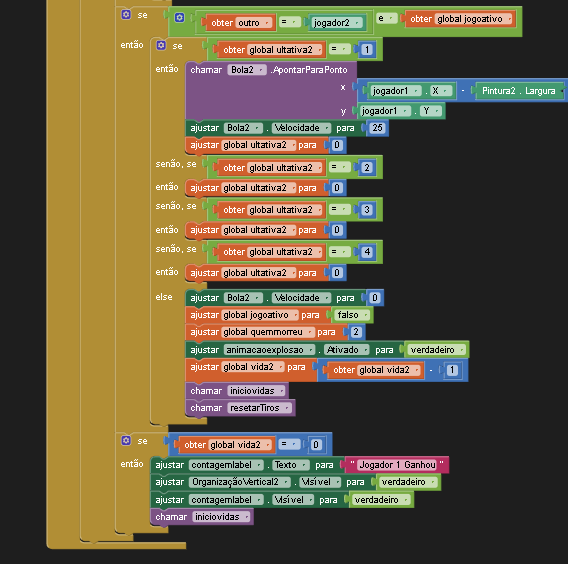 se obter outro = jogador2 e obter global jogoativo
então se obter global ultativa2 = 1
então chamar Bola2 .ApontarParaPonto
x jogador1 . X - Pintura2 . Largura
y jogador1 . Y
ajustar Bola2 . Velocidade para 25
ajustar global ultativa2 para 0
senão, se obter global ultativa2 = 2
então ajustar global ultativa2 para 0
senão, se obter global ultativa2 = 3
então ajustar global ultativa2 para 0
senão, se obter global ultativa2 = 4
então ajustar global ultativa2 para 0
else ajustar Bola2 . Velocidade para 0
ajustar global jogoativo para falso
ajustar global quemmorreu para 2
ajustar animacaoexplosao . Ativado para verdadeiro
ajustar global vida2 para obter global vida2 - 1
chamar iniciovidas
chamar resetarTiros
se obter global vida2 = 0
então ajustar contagemlabel . Texto para " Jogador 1 Ganhou "
ajustar OrganizaçãoVertical2 . Visível para verdadeiro
ajustar contagemlabel . Visível para verdadeiro
chamar iniciovidas